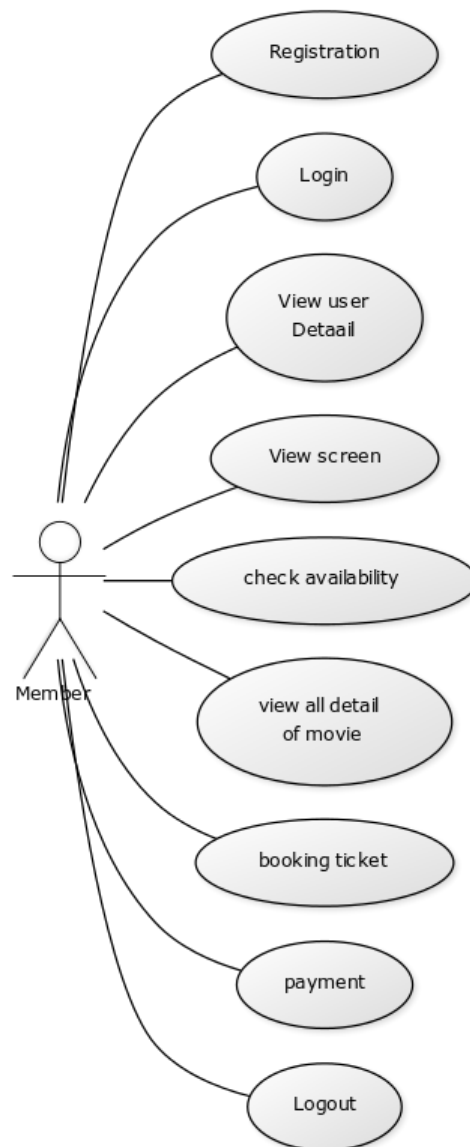 Registration
Login
View user
Detaail
View screen
check availability
Member
view all detail
of movie
booking ticket
payment
Logout